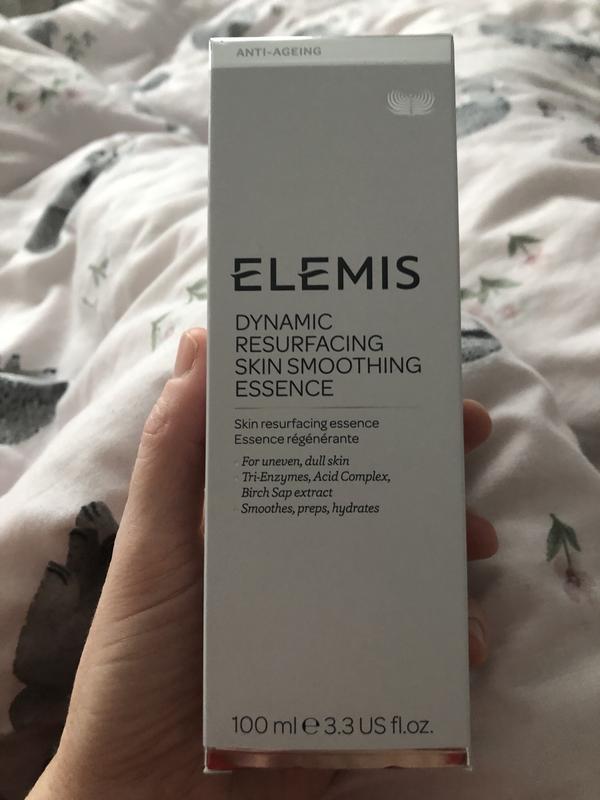 ANTI-AGEING
ELEMIS
DYNAMIC
RESURFACING
SKIN SMOOTHING
ESSENCE
Skin resurfacing essence
Essence régénérante
For uneven, dull skin
Tri-Enzymes, Acid Complex,
Birch Sap extract
Smoothes, preps, hydrates
100 ml ℮ 3.3 US fl.oz.